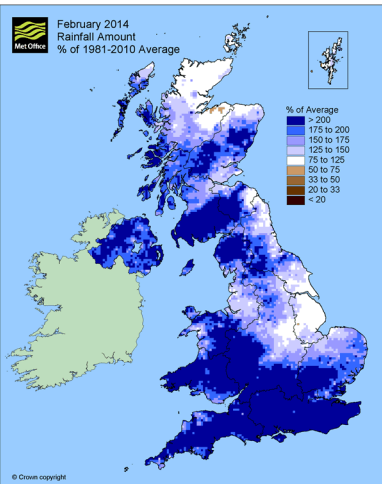 February 2014
Rainfall Amount
% of 1981-2010 Average
Met Office
% of Average
> 200
175 to 200
150 to 175
125 to 150
75 to 125
50 to 75
33 to 50
20 to 33
< 20
© Crown copyright